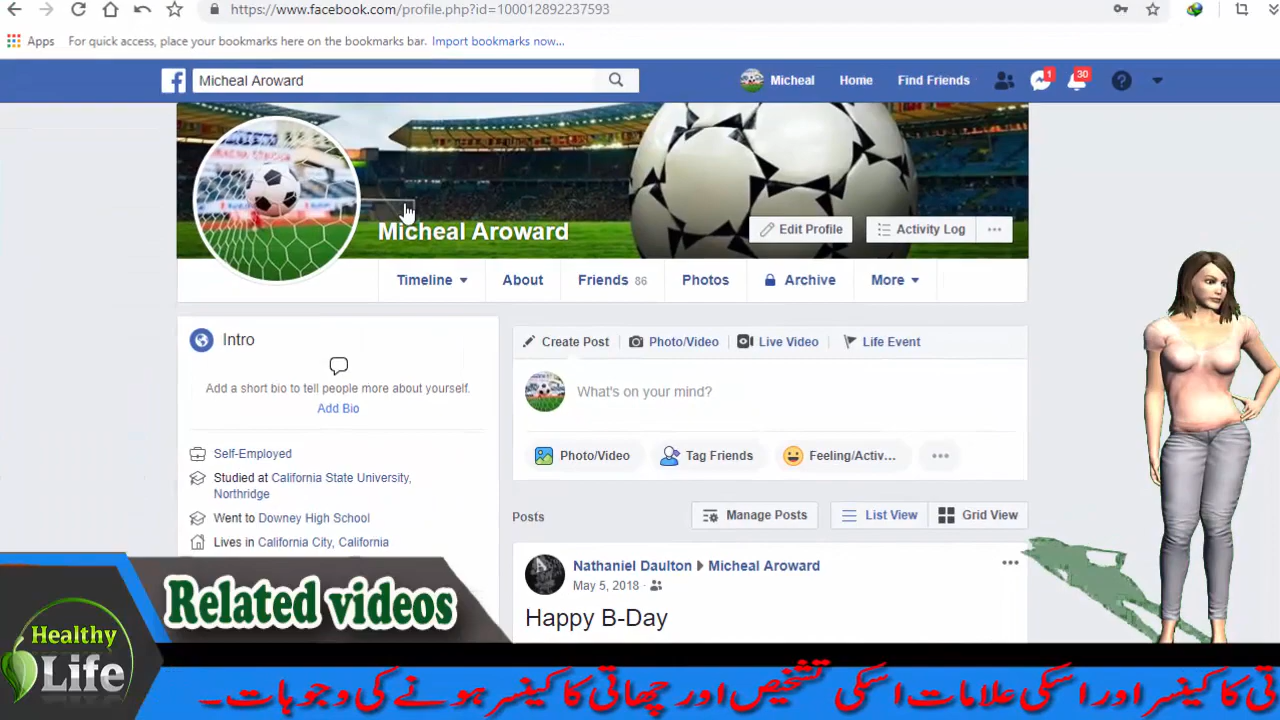 https://www.facebook.com/profile.php?id=100012892237593
Apps For quick access, place your bookmarks here on the bookmarks bar. Import bookmarks now...
Micheal Aroward
Micheal Home Find Friends 1 30
Micheal Aroward
Edit Profile Activity Log
Timeline About Friends 86 Photos Archive More
Intro
Add a short bio to tell people more about yourself.
Add Bio
Self-Employed
Studied at California State University,
Northridge
Went to Downey High School
Lives in California City, California
Create Post Photo/Video Live Video Life Event
What's on your mind?
Photo/Video Tag Friends Feeling/Activ...
Posts Manage Posts List View Grid View
Nathaniel Daulton Micheal Aroward
May 5, 2018
Happy B-Day
Related videos
Healthy
Life
کا کینسر اور اسکی علامات اسکی تشخیص اور چھاتی کا کینسر ہونے کی وجوہات۔